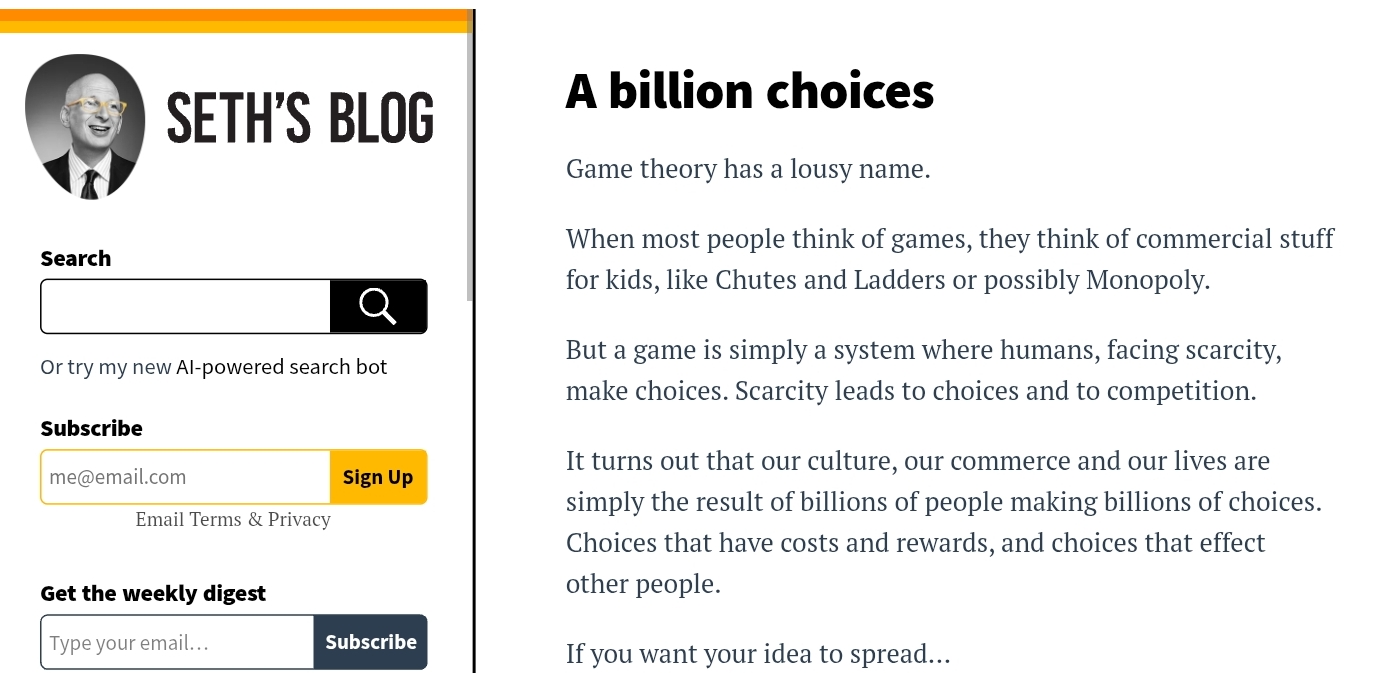 SETH'S BLOG
Search
Or try my new AI-powered search bot
Subscribe
me@email.com
Sign Up
Email Terms & Privacy
Get the weekly digest
Type your email…
Subscribe
A billion choices
Game theory has a lousy name.
When most people think of games, they think of commercial stuff
for kids, like Chutes and Ladders or possibly Monopoly.
But a game is simply a system where humans, facing scarcity,
make choices. Scarcity leads to choices and to competition.
It turns out that our culture, our commerce and our lives are
simply the result of billions of people making billions of choices.
Choices that have costs and rewards, and choices that effect
other people.
If you want your idea to spread…